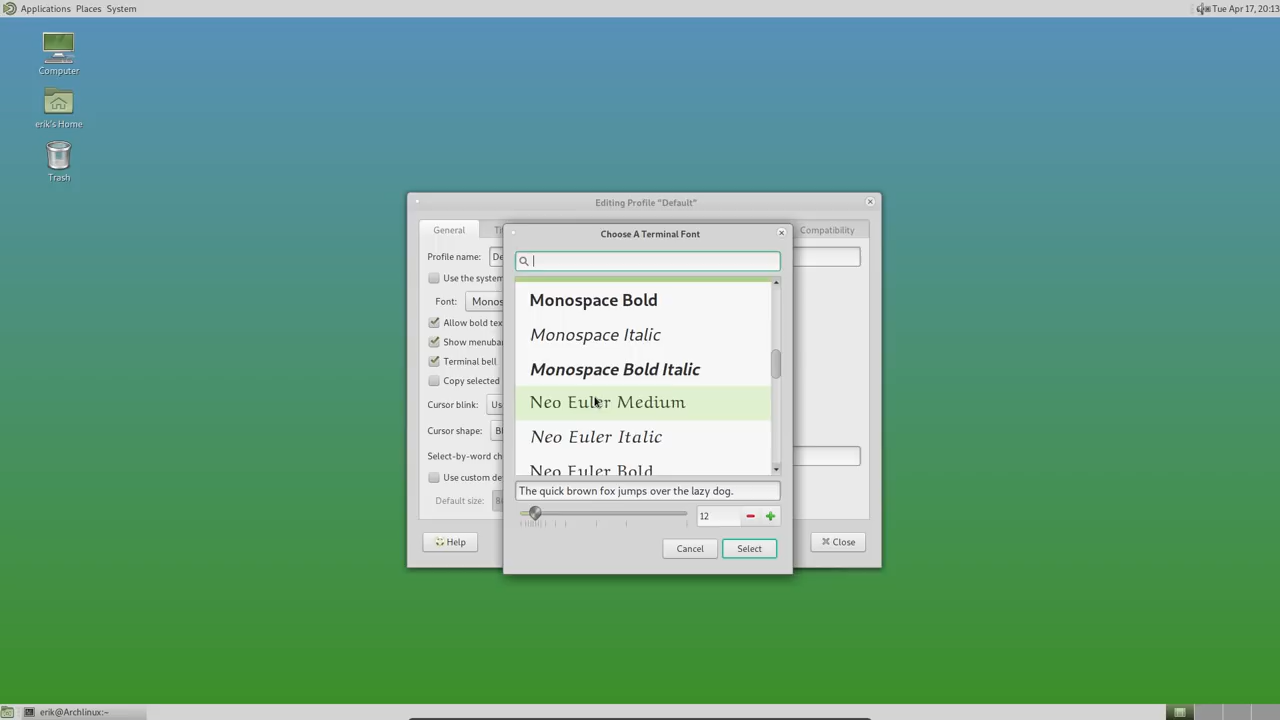 Applications Places System
Tue Apr 17, 20:13
Computer
erik's Home
Trash
Editing Profile "Default"
General
Compatibility
Profile name:
Use the system
Font:
Allow bold
Show menubar
Terminal bell
Copy selected
Cursor blink:
Cursor shape:
Select-by-word
Use custom
Default size:
Help
Close
Choose A Terminal Font
Monospace Bold
Monospace Italic
Monospace Bold Italic
Neo Euler Medium
Neo Euler Italic
Neo Euler Bold
The quick brown fox jumps over the lazy dog.
12
Cancel
Select
erik@Archlinux:~